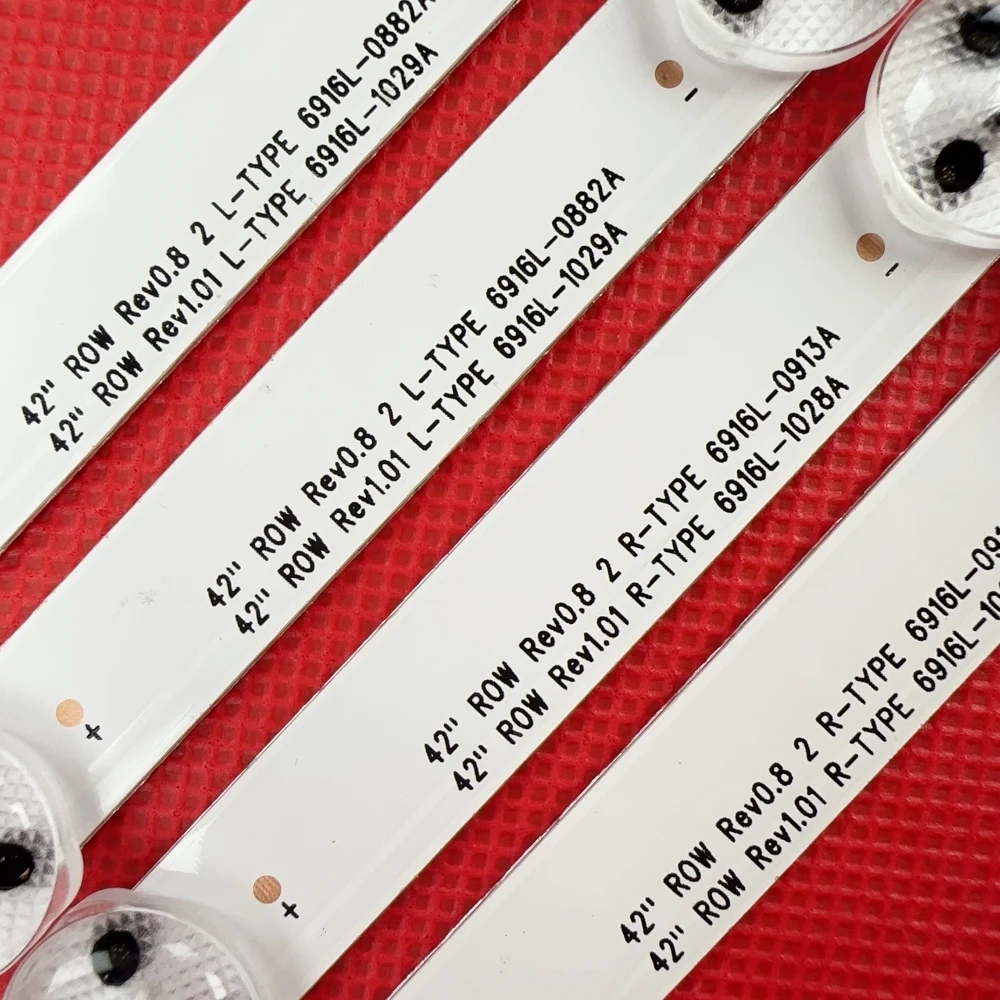 42" ROW Rev0.8 2 L-TYPE 6916L-0882A
42" ROW Rev1.01 L-TYPE 6916L-1029A
-
42" ROW Rev0.8 2 L-TYPE 6916L-0882A
42" ROW Rev1.01 L-TYPE 6916L-1029A
+
-
42" ROW Rev0.8 2 R-TYPE 6916L-0913A
42" ROW Rev1.01 R-TYPE 6916L-1028A
+
42" ROW Rev0.8 2 R-TYPE
42" ROW Rev1.01 R-TYPE